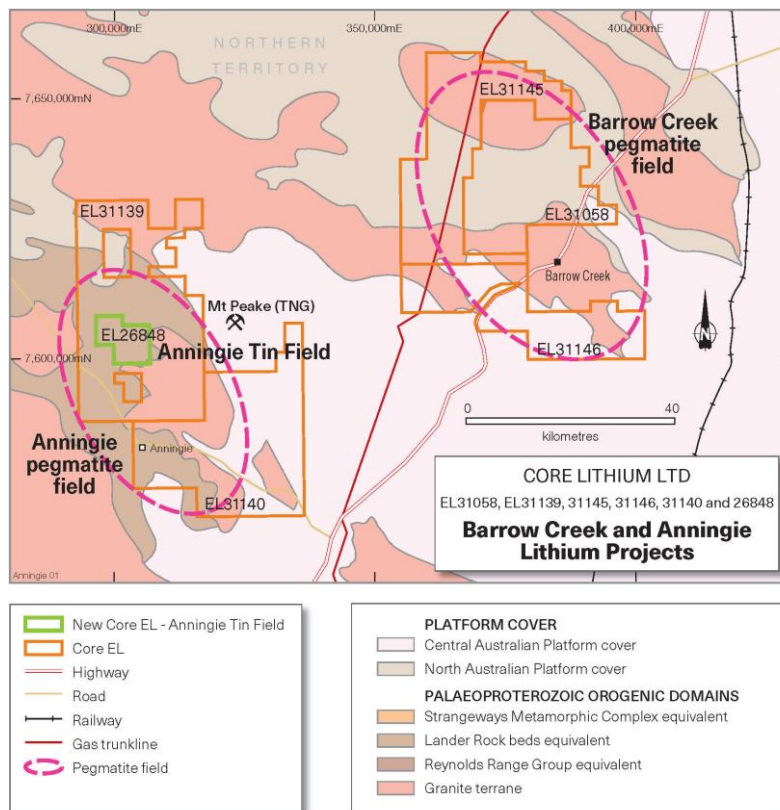 300,000mE
350,000mE
400,000mE
NORTHERN
TERRITORY
7,650,000mN
EL31145
Barrow Creek
pegmatite
field
EL31139
EL31058
Barrow Creek
Mt Peake (TNG)
EL26848
Anningie Tin Field
7,600,000mN
EL31146
0
40
kilometres
Anningie
pegmatite
field
Anningie
EL31140
CORE LITHIUM LTD
EL31058, EL31139, 31145, 31146, 31140 and 26848
Barrow Creek and Anningie
Lithium Projects
Anningie 01
N
New Core EL - Anningie Tin Field
Core EL
Highway
Road
Railway
Gas trunkline
Pegmatite field
PLATFORM COVER
Central Australian Platform cover
North Australian Platform cover
PALAEOPROTEROZOIC OROGENIC DOMAINS
Strangeways Metamorphic Complex equivalent
Lander Rock beds equivalent
Reynolds Range Group equivalent
Granite terrane